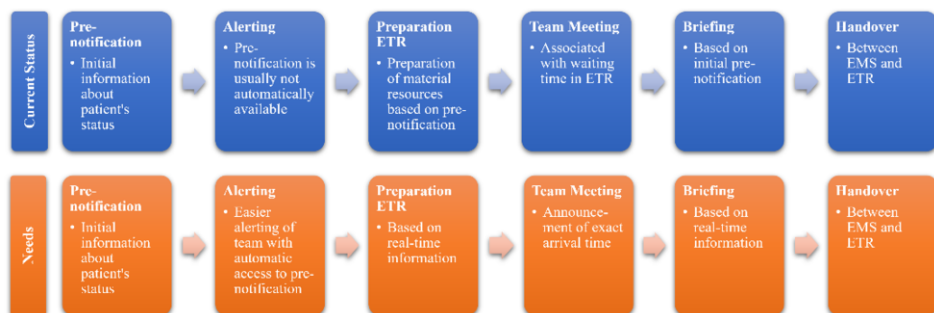 Current Status
Pre-
notification
• Initial
information
about
patient's
status
Alerting
• Pre-
notification is
usually not
automatically
available
Preparation
ETR
• Preparation
of material
resources
based on pre-
notification
Team Meeting
• Associated
with waiting
time in ETR
Briefing
• Based on
initial pre-
notification
Handover
• Between
EMS and
ETR
Needs
Pre-
notification
• Initial
information
about
patient's
status
Alerting
• Easier
alerting of
team with
automatic
access to pre-
notification
Preparation
ETR
• Based on
real-time
information
Team Meeting
• Announce-
ment of exact
arrival time
Briefing
• Based on
real-time
information
Handover
• Between
EMS and
ETR